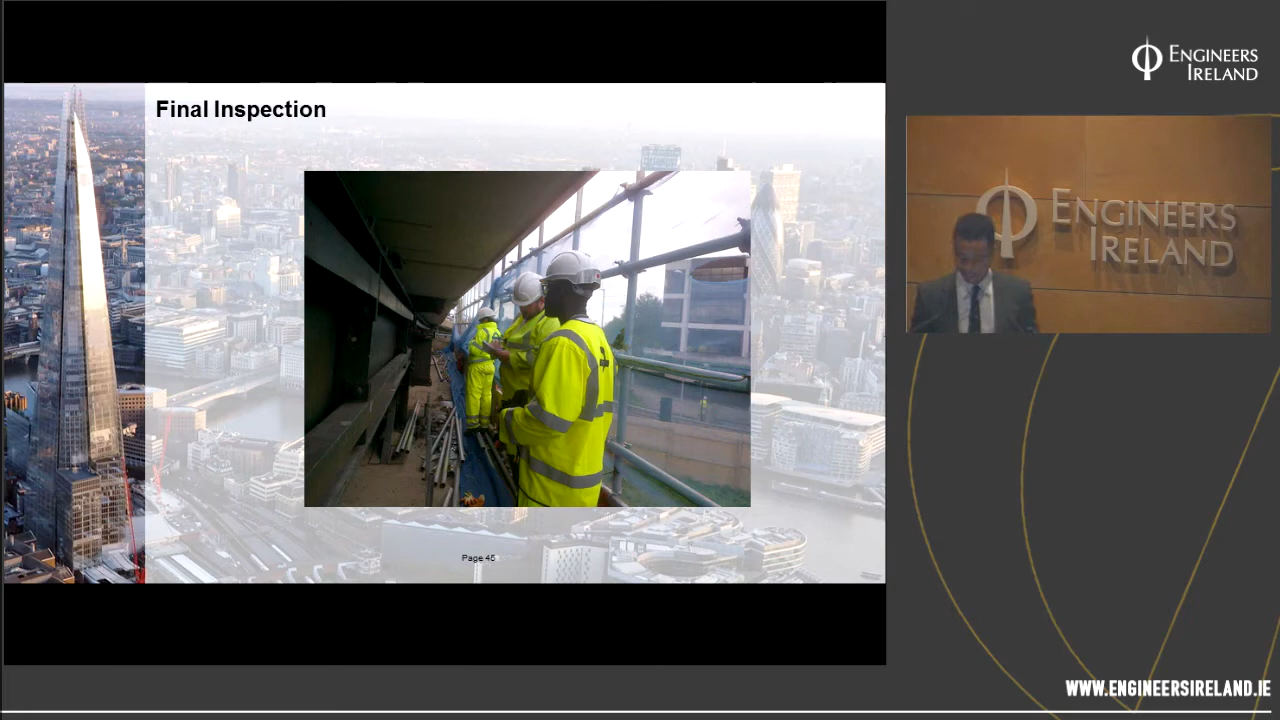 Final Inspection
Page 45
ENGINEERS
IRELAND
ENGINEERS
IRELAND
WWW.ENGINEERSIRELAND.IE